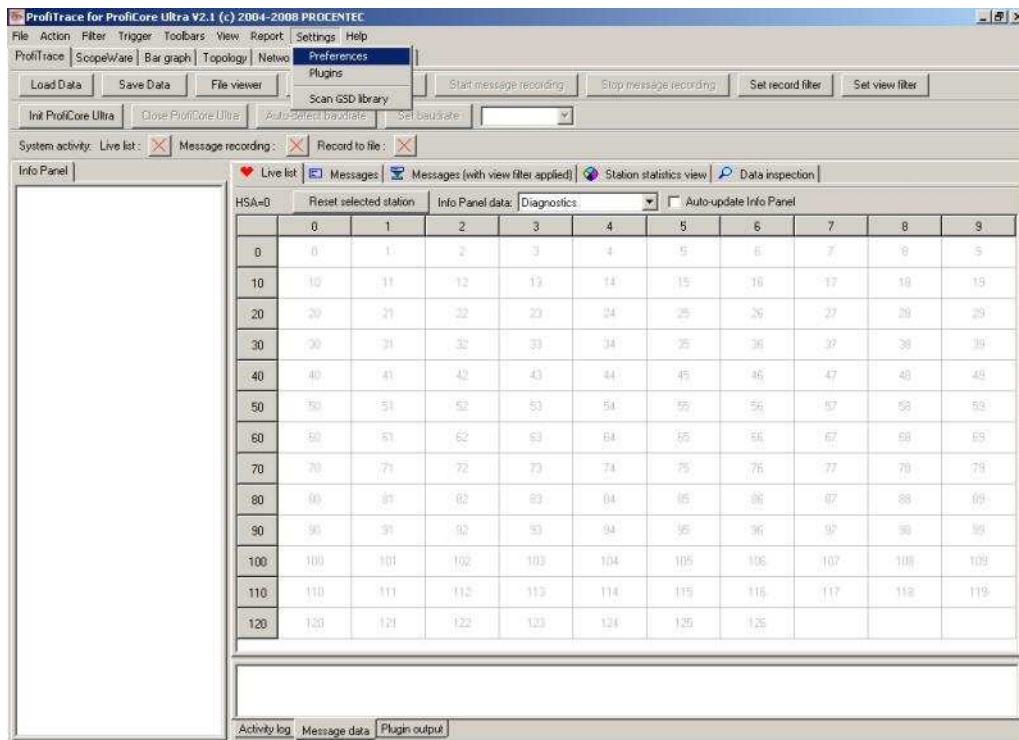 ProfiTrace for ProfiCore Ultra V2.1 (c) 2004-2008 PROCENTEC
File Action Filter Trigger Toolbars View Report Settings Help
ProfiTrace ScopeWare Bar graph Topology Netwo
Preferences
Plugins
Scan GSD library
Load Data Save Data File viewer Start message recording Stop message recording Set record filter Set view filter
Init ProfiCore Ultra Close ProfiCore Ultra Auto-detect baudrate Set baudrate
System activity: Live list: Message recording: Record to file:
Info Panel
Live list Messages Messages (with view filter applied) Station statistics view Data inspection
HSA=0 Reset selected station Info Panel data: Diagnostics Auto-update Info Panel
0 1 2 3 4 5 6 7 8 9
0 0 1 2 3 4 5 6 7 8 9
10 10 11 12 13 14 15 16 17 18 19
20 20 21 22 23 24 25 26 27 28 29
30 30 31 32 33 34 35 36 37 38 39
40 40 41 42 43 44 45 46 47 48 49
50 50 51 52 53 54 55 56 57 58 59
60 60 61 62 63 64 65 66 67 68 69
70 70 71 72 73 74 75 76 77 78 79
80 80 81 82 83 84 85 86 87 88 89
90 90 91 92 93 94 95 96 97 98 99
100 100 101 102 103 104 105 106 107 108 109
110 110 111 112 113 114 115 116 117 118 119
120 120 121 122 123 124 125 126
Activity log Message data Plugin output